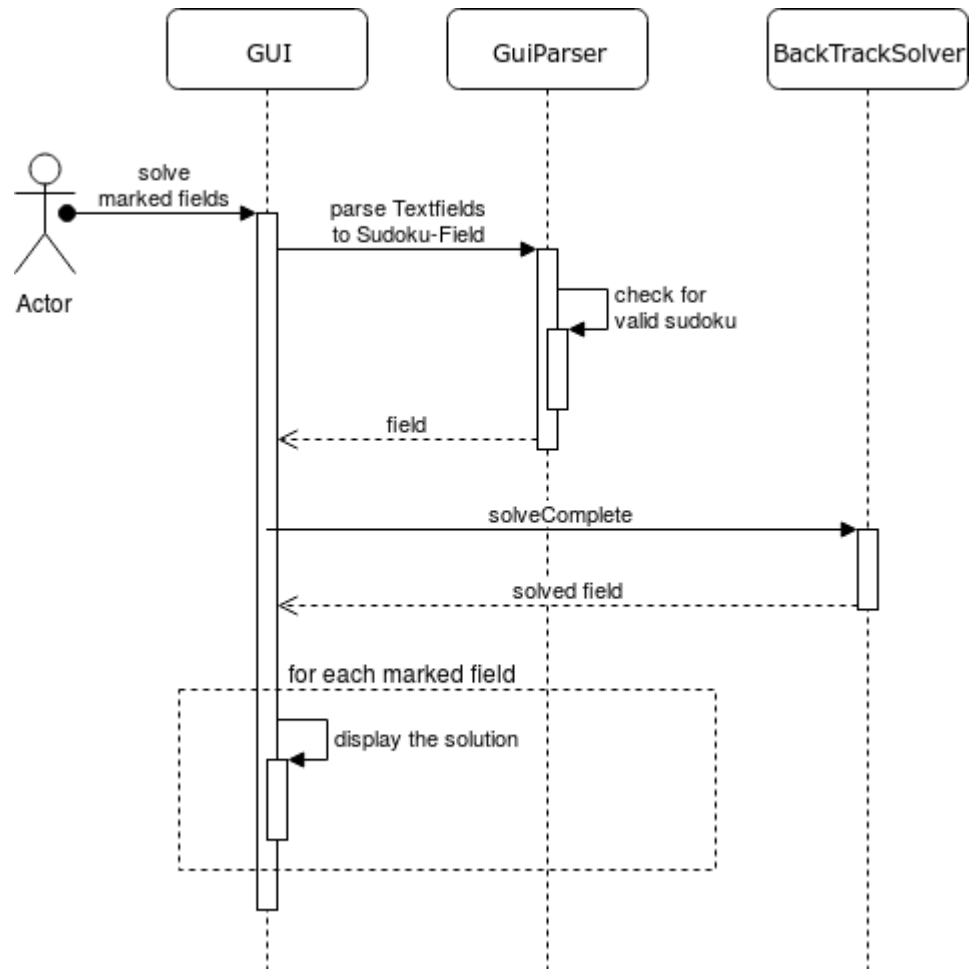 GUI
GuiParser
BackTrackSolver
solve
marked fields
parse Textfields
to Sudoku-Field
Actor
check for
valid sudoku
field
solveComplete
solved field
for each marked field
display the solution